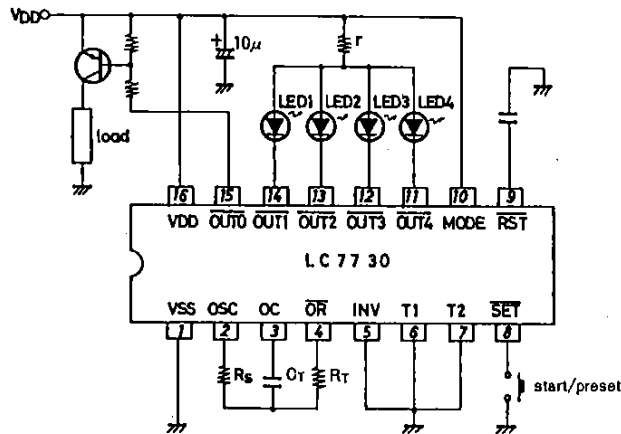 VDD
10μ
r
LED1 LED2 LED3 LED4
load
16 15 14 13 12 11 10 9
VDD OUT0 OUT1 OUT2 OUT3 OUT4 MODE RST
LC7730
VSS OSC OC OR INV T1 T2 SET
1 2 3 4 5 6 7 8
RS CT RT
start/preset